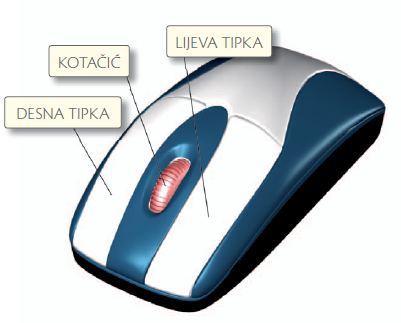 LIJEVA TIPKA
KOTAČIĆ
DESNA TIPKA